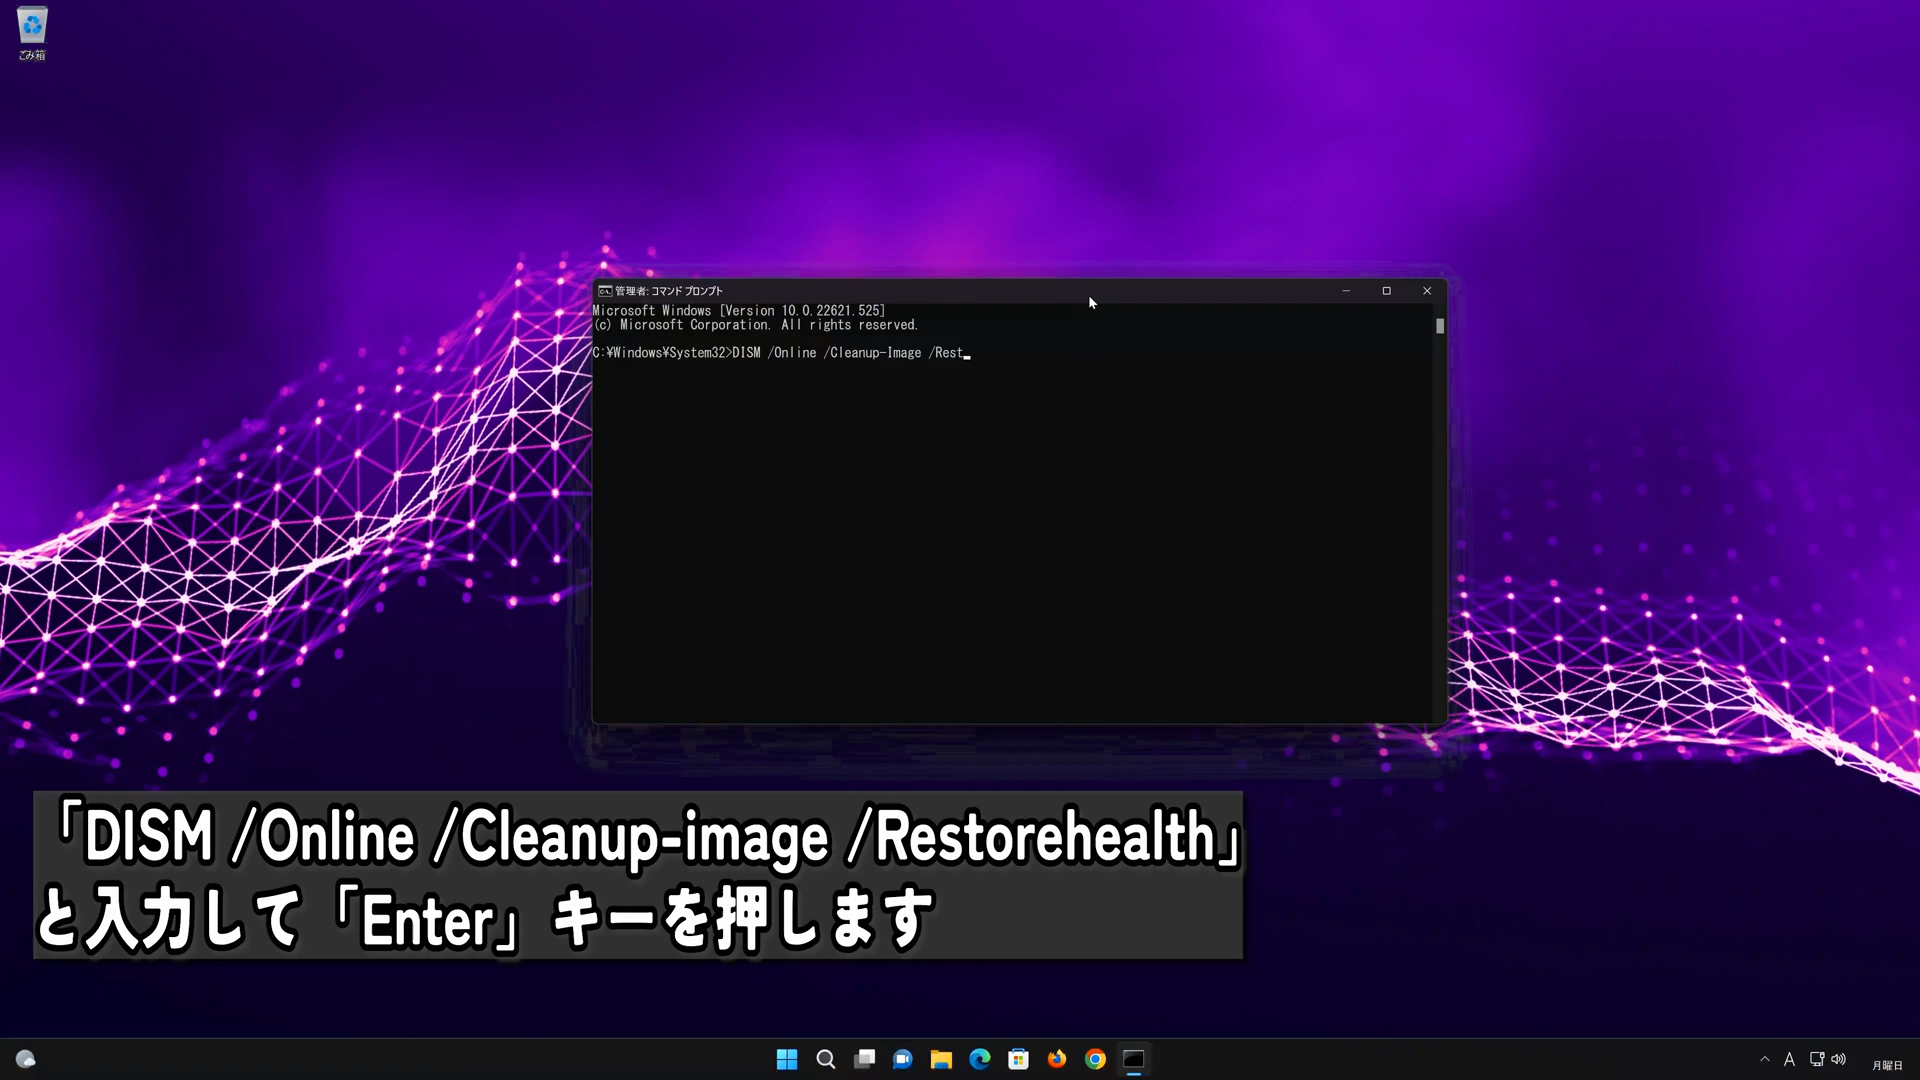 ごみ箱
管理者: コマンド プロンプト
Microsoft Windows [Version 10.0.22621.525]
(c) Microsoft Corporation. All rights reserved.
C:¥Windows¥System32>DISM /Online /Cleanup-Image /Rest
「DISM /Online /Cleanup-image /Restorehealth」
と入力して「Enter」キーを押します
A
月曜日